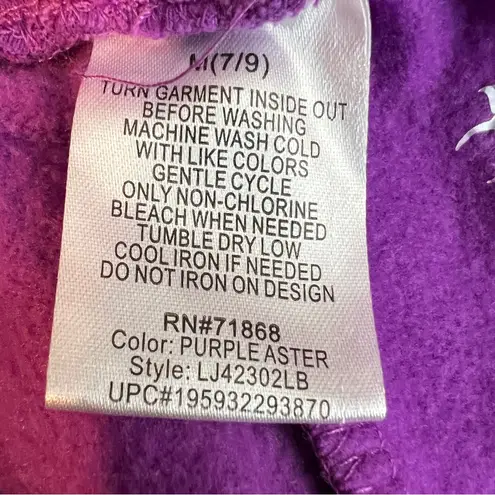 M(7/9)
TURN GARMENT INSIDE OUT
BEFORE WASHING
MACHINE WASH COLD
WITH LIKE COLORS
GENTLE CYCLE
ONLY NON-CHLORINE
BLEACH WHEN NEEDED
TUMBLE DRY LOW
COOL IRON IF NEEDED
DO NOT IRON ON DESIGN
RN#71868
Color: PURPLE ASTER
Style: LJ42302LB
UPC#195932293870